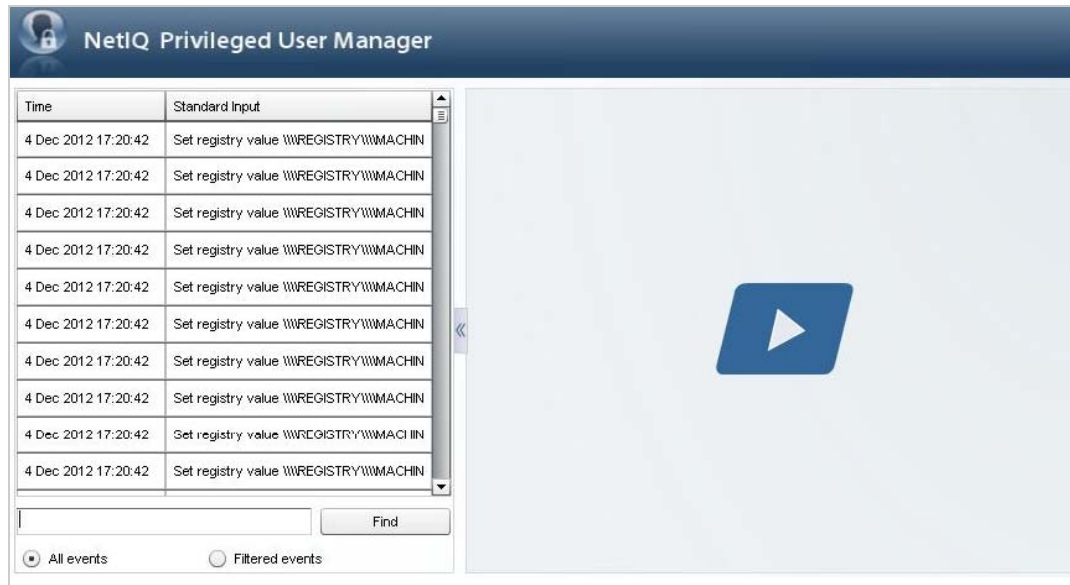 NetIQ Privileged User Manager
Time Standard Input
4 Dec 2012 17:20:42 Set registry value \\\\REGISTRY\\\\MACHIN
4 Dec 2012 17:20:42 Set registry value \\\\REGISTRY\\\\MACHIN
4 Dec 2012 17:20:42 Set registry value \\\\REGISTRY\\\\MACHIN
4 Dec 2012 17:20:42 Set registry value \\\\REGISTRY\\\\MACHIN
4 Dec 2012 17:20:42 Set registry value \\\\REGISTRY\\\\MACHIN
4 Dec 2012 17:20:42 Set registry value \\\\REGISTRY\\\\MACHIN
4 Dec 2012 17:20:42 Set registry value \\\\REGISTRY\\\\MACHIN
4 Dec 2012 17:20:42 Set registry value \\\\REGISTRY\\\\MACHIN
4 Dec 2012 17:20:42 Set registry value \\\\REGISTRY\\\\MACHIN
4 Dec 2012 17:20:42 Set registry value \\\\REGISTRY\\\\MACHIN
Find
All events Filtered events